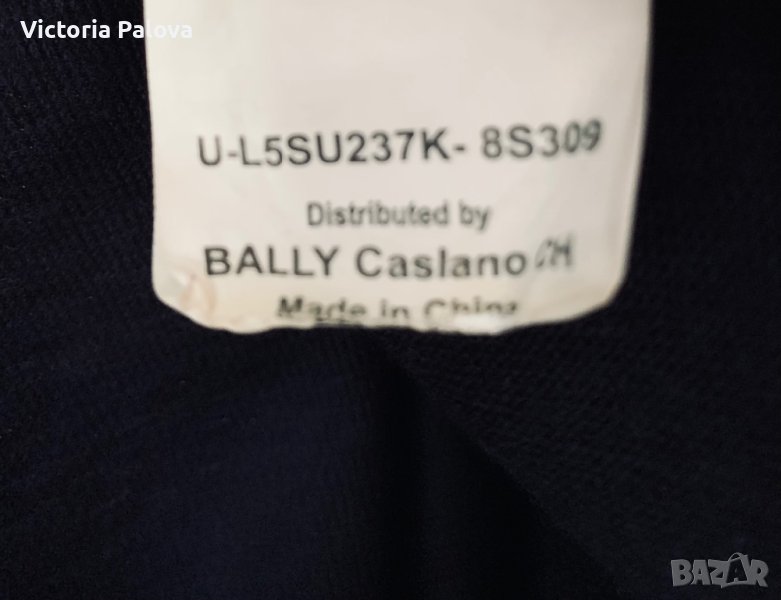 Victoria Palova
U-L5SU237K- 8S309
Distributed by
BALLY Caslano CH
Made in China
BAZAR